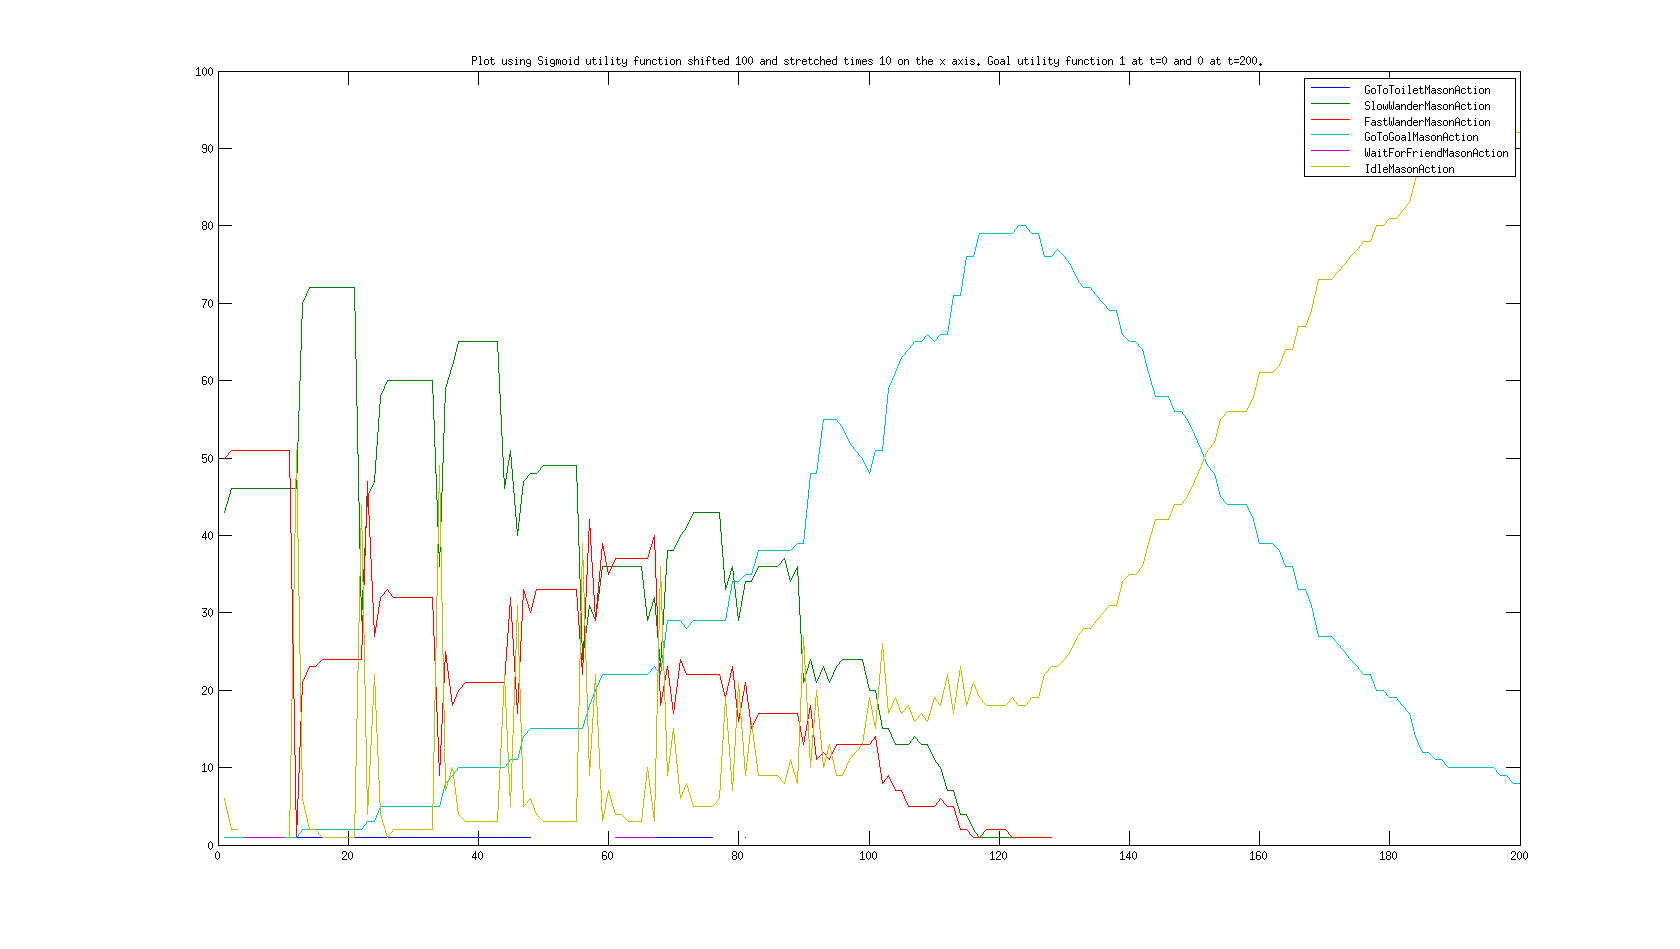 Plot using Sigmoid utility function shifted 100 and stretched times 10 on the x axis. Goal utility function 1 at t=0 and 0 at t=200.
100
90
80
70
60
50
40
30
20
10
0
GoToToiletMasonAction
SlowWanderMasonAction
FastWanderMasonAction
GoToGoalMasonAction
WaitForFriendMasonAction
IdleMasonAction
0 20 40 60 80 100 120 140 160 180 200